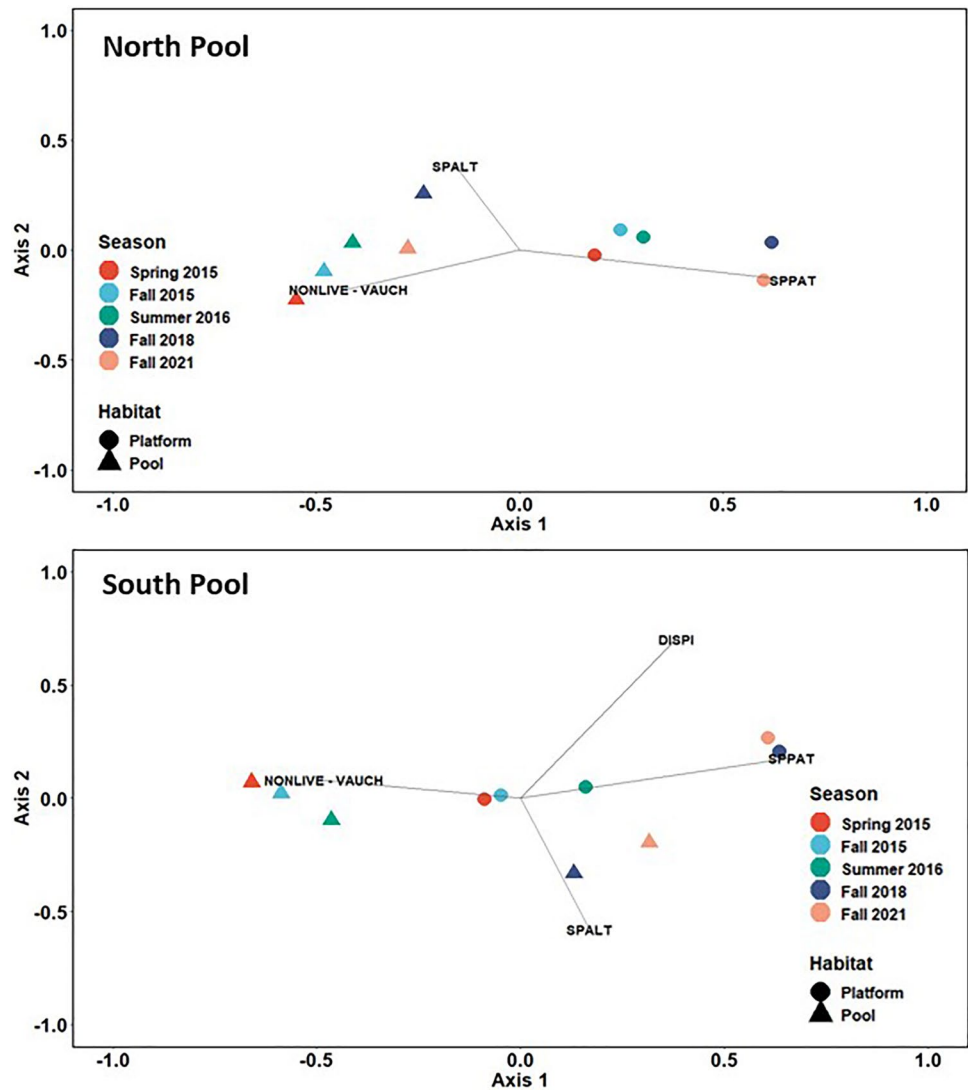 North Pool
1.0
0.5
0.0
-0.5
-1.0
Axis 2
SPALT
NONLIVE - VAUCH
SPPAT
Season
Spring 2015
Fall 2015
Summer 2016
Fall 2018
Fall 2021
Habitat
Platform
Pool
-1.0 -0.5 0.0 0.5 1.0
Axis 1
South Pool
1.0
0.5
0.0
-0.5
-1.0
Axis 2
DISPI
SPPAT
NONLIVE - VAUCH
SPALT
Season
Spring 2015
Fall 2015
Summer 2016
Fall 2018
Fall 2021
Habitat
Platform
Pool
-1.0 -0.5 0.0 0.5 1.0
Axis 1